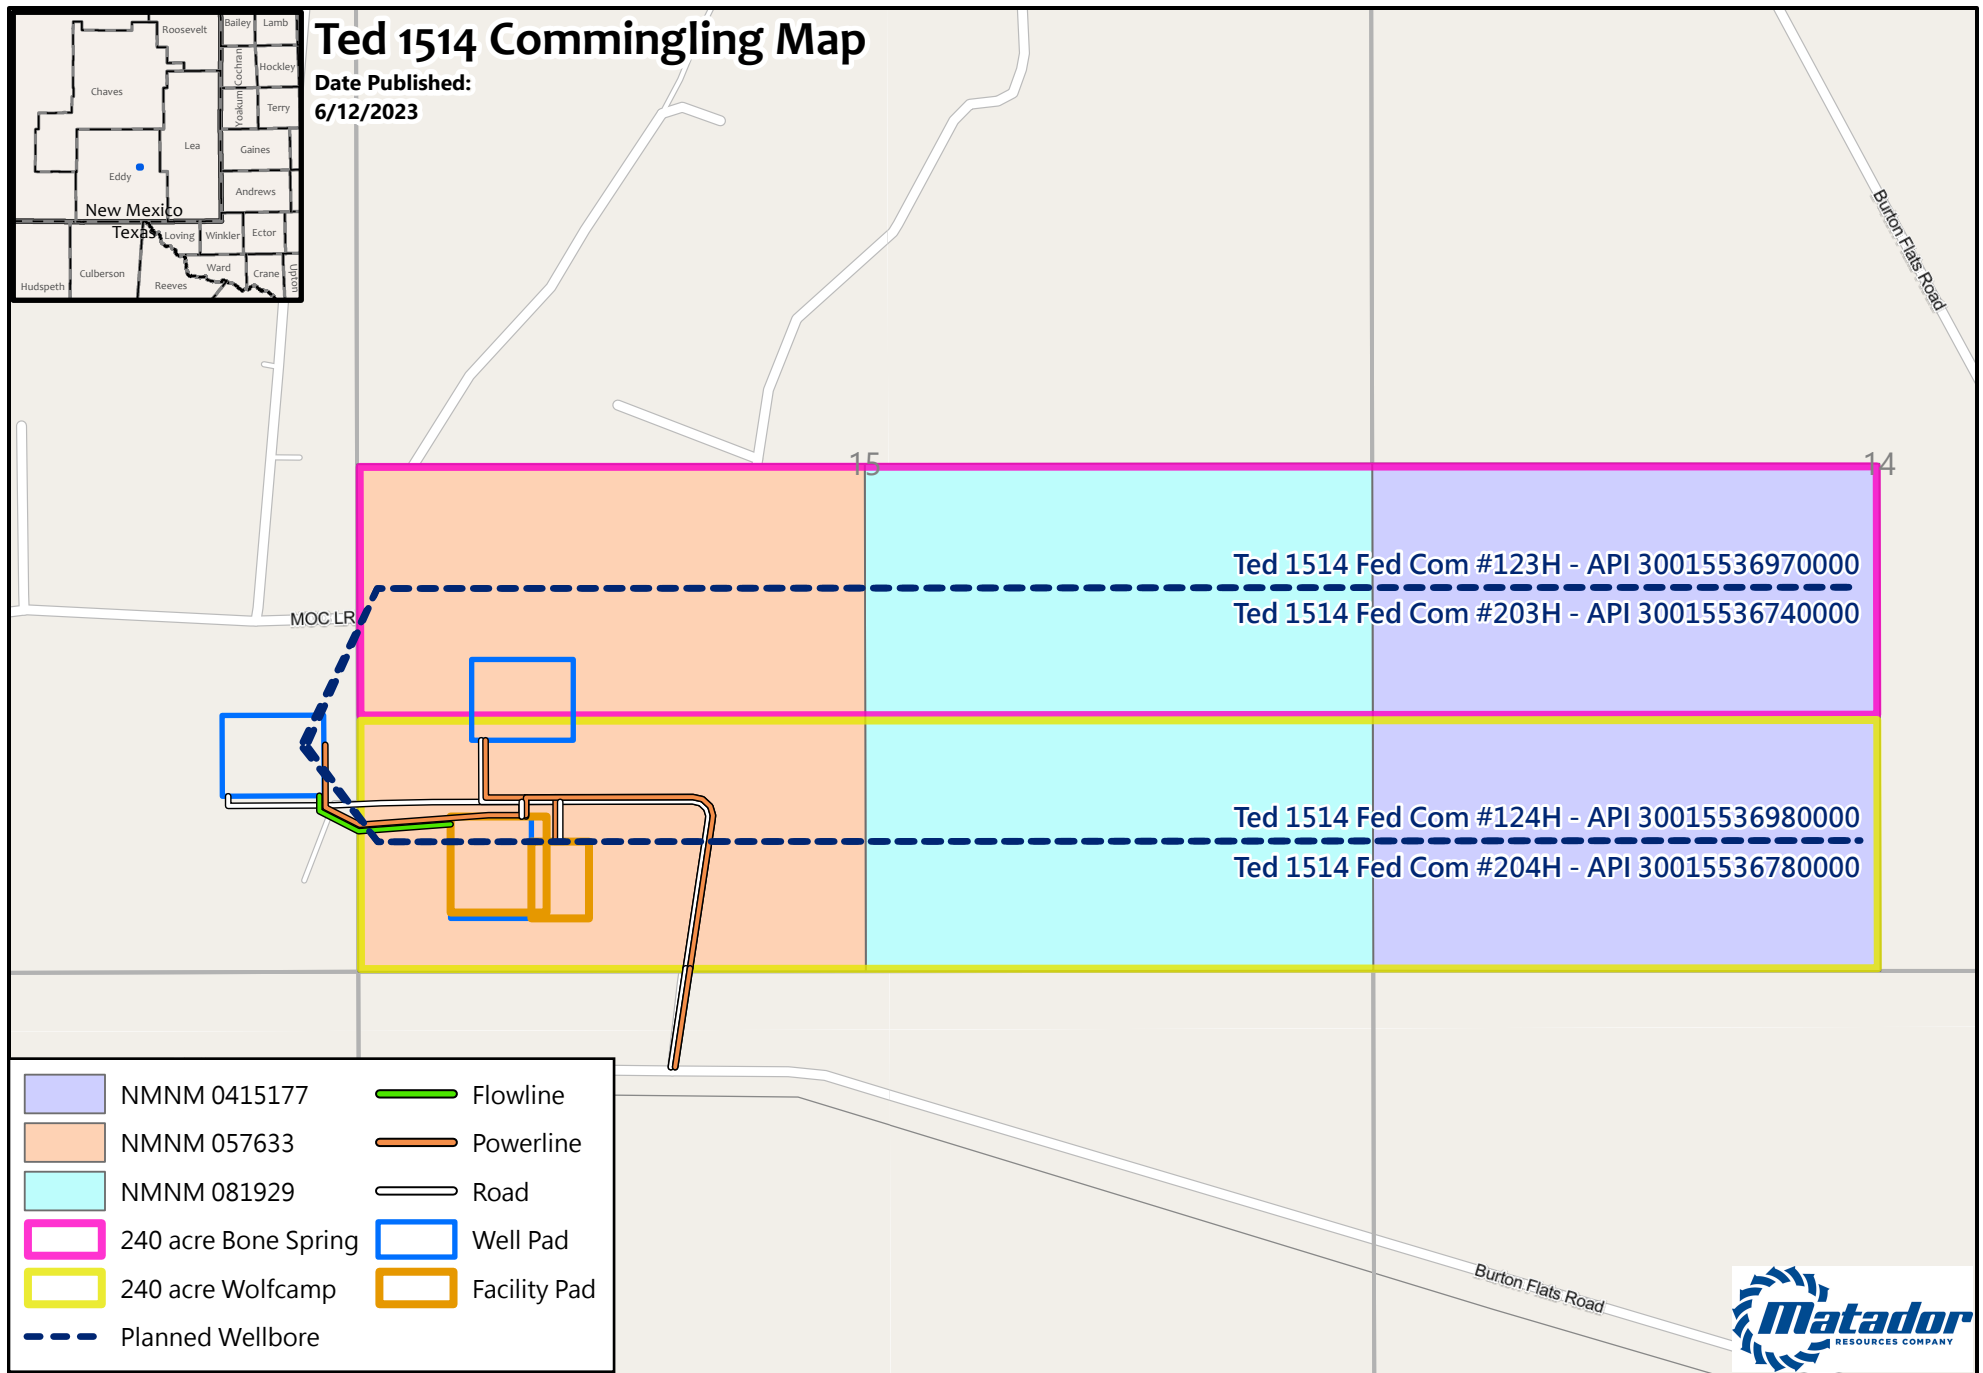 Ted 1514 Commingling Map
Date Published:
6/12/2023
Roosevelt
Bailey
Lamb
Chaves
Cochran
Hockley
Yoakum
Terry
Lea
Gaines
Eddy
Andrews
New Mexico
Texas
Loving
Winkler
Ector
Culberson
Ward
Crane
Upton
Hudspeth
Reeves
Burton Flats Road
15
14
Ted 1514 Fed Com #123H - API 30015536970000
Ted 1514 Fed Com #203H - API 30015536740000
MOC LR
Ted 1514 Fed Com #124H - API 30015536980000
Ted 1514 Fed Com #204H - API 30015536780000
NMNM 0415177
NMNM 057633
NMNM 081929
240 acre Bone Spring
240 acre Wolfcamp
Planned Wellbore
Flowline
Powerline
Road
Well Pad
Facility Pad
Burton Flats Road
Matador
RESOURCES COMPANY